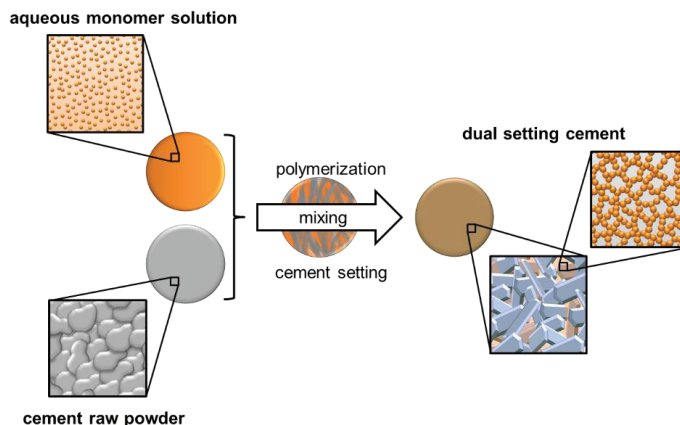 aqueous monomer solution
polymerization
mixing
cement setting
dual setting cement
cement raw powder